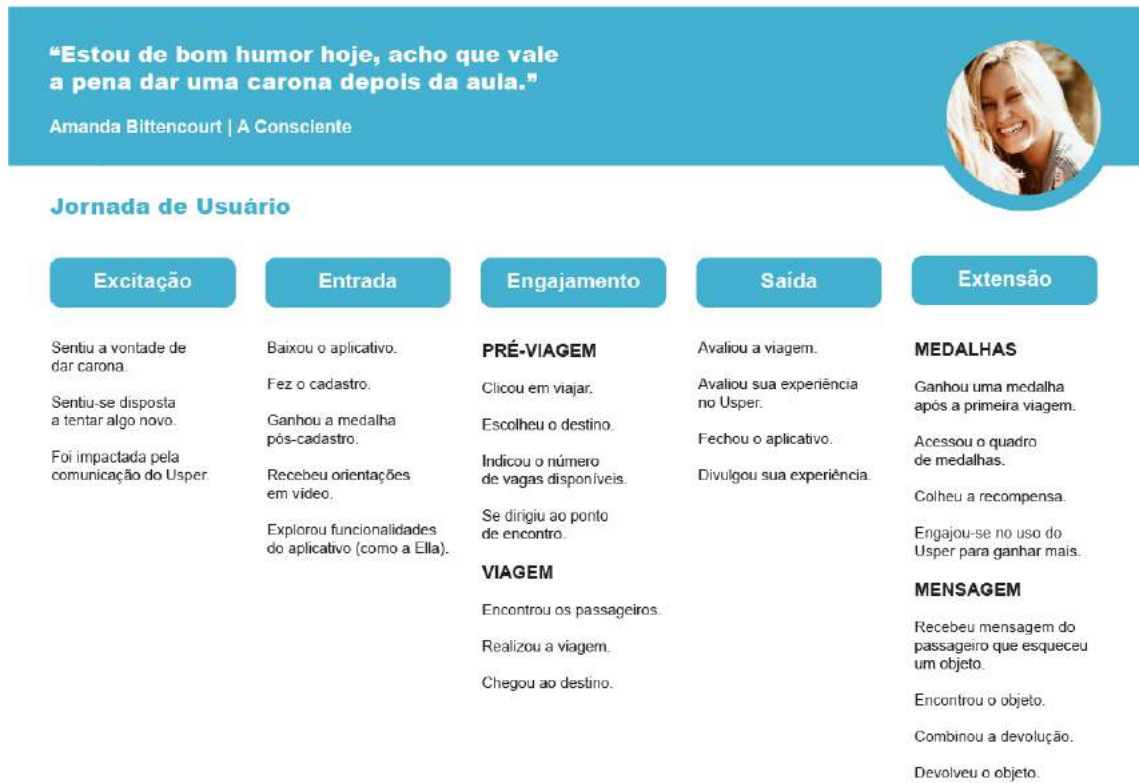 “Estou de bom humor hoje, acho que vale
a pena dar uma carona depois da aula.”
Amanda Bittencourt | A Consciente
Jornada de Usuário
Excitação
Sentiu a vontade de
dar carona.
Sentiu-se disposta
a tentar algo novo.
Foi impactada pela
comunicação do Usper.
Entrada
Baixou o aplicativo.
Fez o cadastro.
Ganhou a medalha
pós-cadastro.
Recebeu orientações
em vídeo.
Explorou funcionalidades
do aplicativo (como a Ella).
Engajamento
PRÉ-VIAGEM
Clicou em viajar.
Escolheu o destino.
Indicou o número
de vagas disponíveis.
Se dirigiu ao ponto
de encontro.
VIAGEM
Encontrou os passageiros.
Realizou a viagem.
Chegou ao destino.
Saída
Avaliou a viagem.
Avaliou sua experiência
no Usper.
Fechou o aplicativo.
Divulgou sua experiência.
Extensão
MEDALHAS
Ganhou uma medalha
após a primeira viagem.
Acessou o quadro
de medalhas.
Colheu a recompensa.
Engajou-se no uso do
Usper para ganhar mais.
MENSAGEM
Recebeu mensagem do
passageiro que esqueceu
um objeto.
Encontrou o objeto.
Combinou a devolução.
Devolveu o objeto.